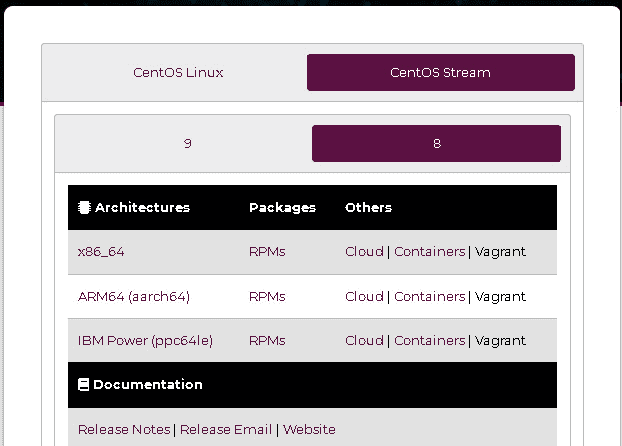 CentOS Linux CentOS Stream
9 8
Architectures Packages Others
x86_64 RPMs Cloud | Containers | Vagrant
ARM64 (aarch64) RPMs Cloud | Containers | Vagrant
IBM Power (ppc64le) RPMs Cloud | Containers | Vagrant
Documentation
Release Notes | Release Email | Website